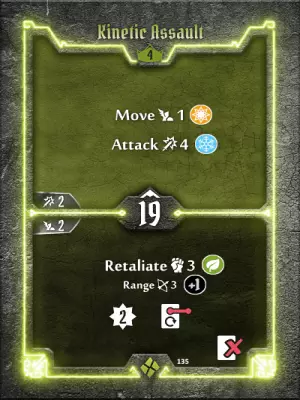 Kinetic Assault
4
Move 1
Attack 4
2
19
2
Retaliate 3
Range 3 +1
2
135